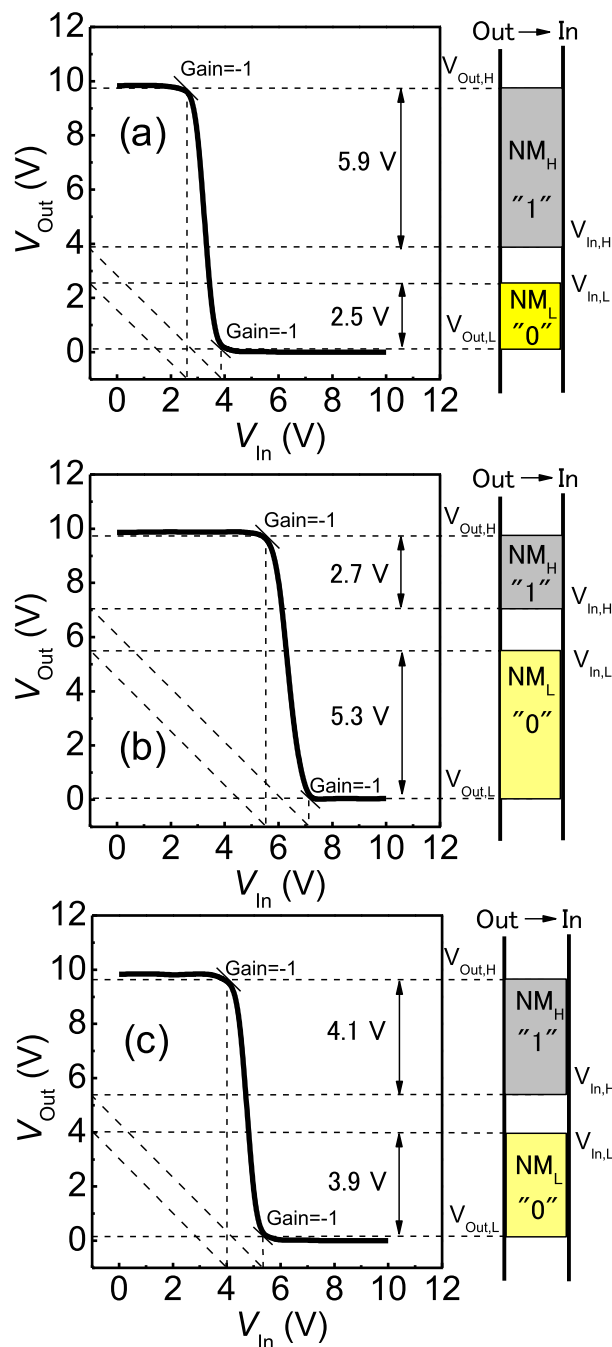 Out → In
V_Out,H
12
10
8
6
4
2
0
V_Out (V)
Gain=-1
(a)
5.9 V
NM_H
"1"
V_In,H
V_In,L
2.5 V
NM_L
"0"
Gain=-1
V_Out,L
0 2 4 6 8 10 12
V_In (V)
Out → In
V_Out,H
12
10
8
6
4
2
0
V_Out (V)
Gain=-1
2.7 V
NM_H
"1"
V_In,H
V_In,L
(b)
5.3 V
NM_L
"0"
Gain=-1
V_Out,L
0 2 4 6 8 10 12
V_In (V)
Out → In
V_Out,H
12
10
8
6
4
2
0
V_Out (V)
Gain=-1
(c)
4.1 V
NM_H
"1"
V_In,H
V_In,L
3.9 V
NM_L
"0"
Gain=-1
V_Out,L
0 2 4 6 8 10 12
V_In (V)